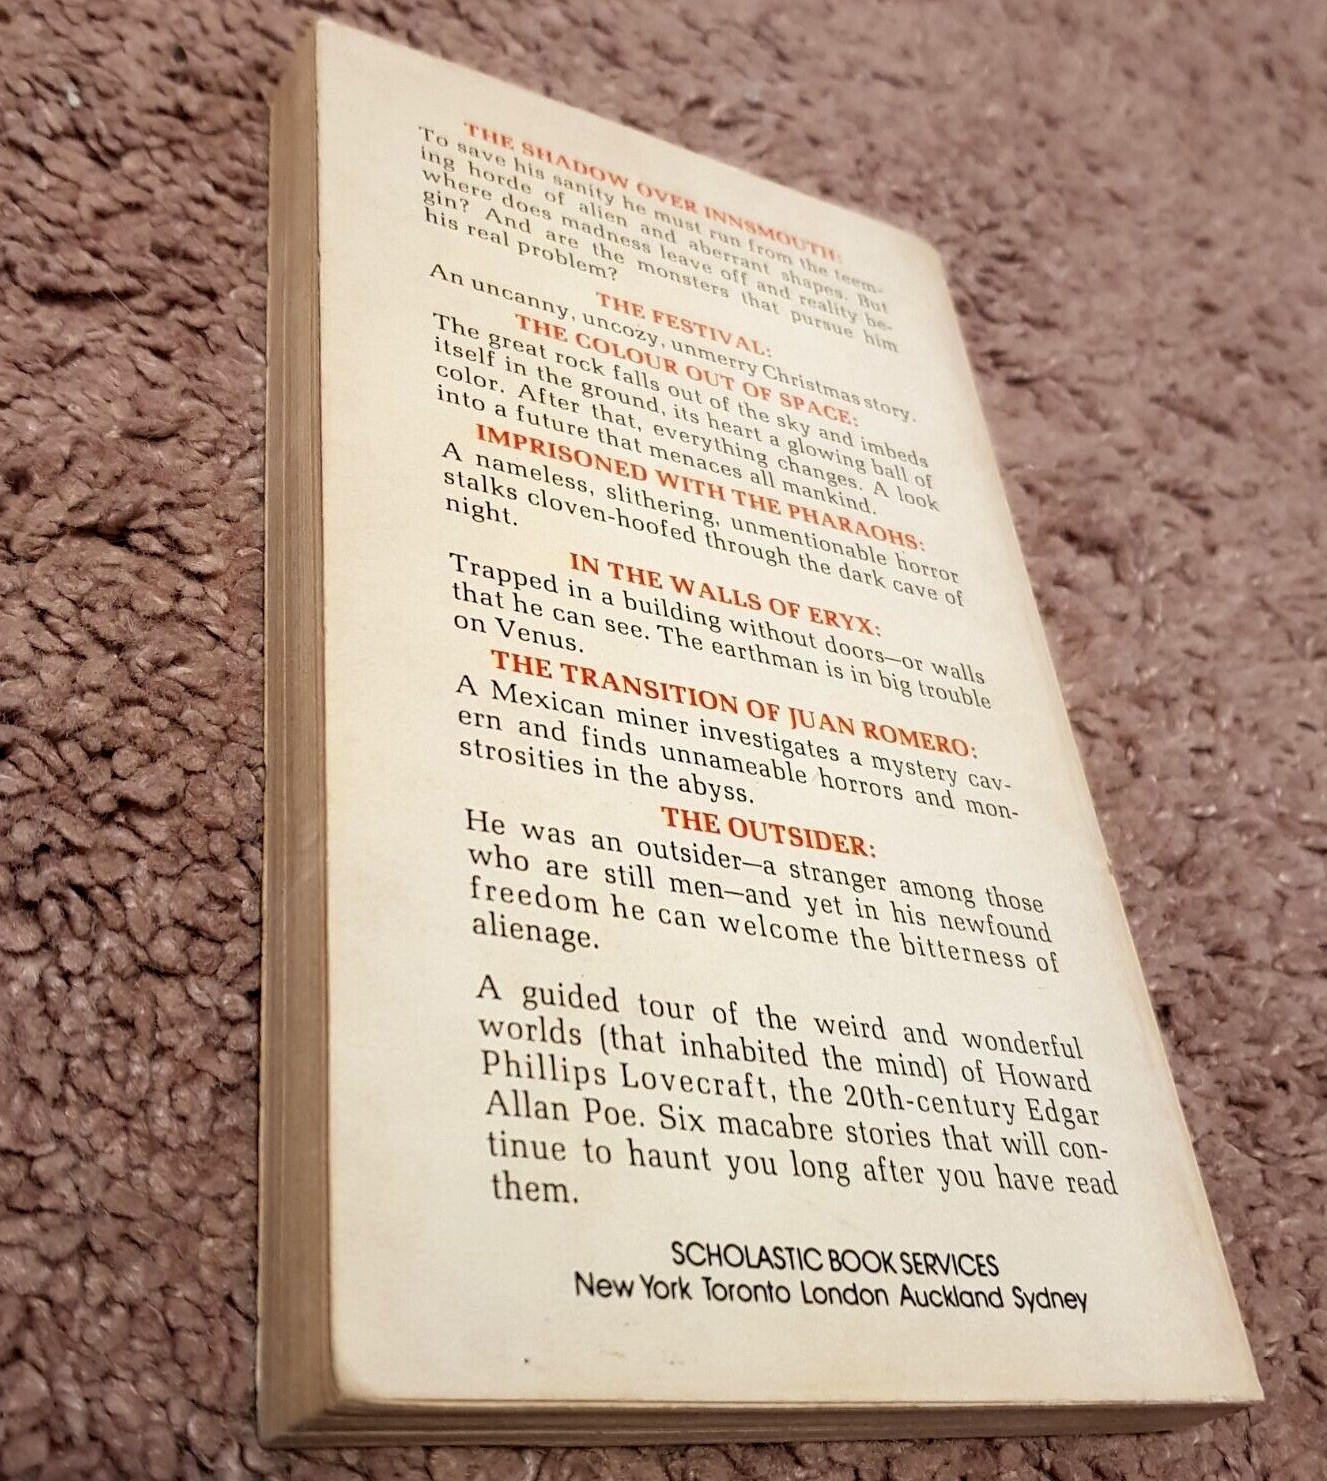 THE SHADOW OVER INNSMOUTH:
To save his sanity he must run from the teem-
ing horde of alien and aberrant shapes. But
where does madness leave off and reality be-
gin? And are the monsters that pursue him
his real problem?
THE FESTIVAL:
An uncanny, uncozy, unmerry Christmas story.
THE COLOUR OUT OF SPACE:
The great rock falls out of the sky and imbeds
itself in the ground, its heart a glowing ball of
color. After that, everything changes. A look
into a future that menaces all mankind.
IMPRISONED WITH THE PHARAOHS:
A nameless, slithering, unmentionable horror
stalks cloven-hoofed through the dark cave of
night.
IN THE WALLS OF ERYX:
Trapped in a building without doors—or walls
that he can see. The earthman is in big trouble
on Venus.
THE TRANSITION OF JUAN ROMERO:
A Mexican miner investigates a mystery cav-
ern and finds unnameable horrors and mon-
strosities in the abyss.
THE OUTSIDER:
He was an outsider—a stranger among those
who are still men—and yet in his newfound
freedom he can welcome the bitterness of
alienage.
A guided tour of the weird and wonderful
worlds (that inhabited the mind) of Howard
Phillips Lovecraft, the 20th-century Edgar
Allan Poe. Six macabre stories that will con-
tinue to haunt you long after you have read
them.
SCHOLASTIC BOOK SERVICES
New York Toronto London Auckland Sydney